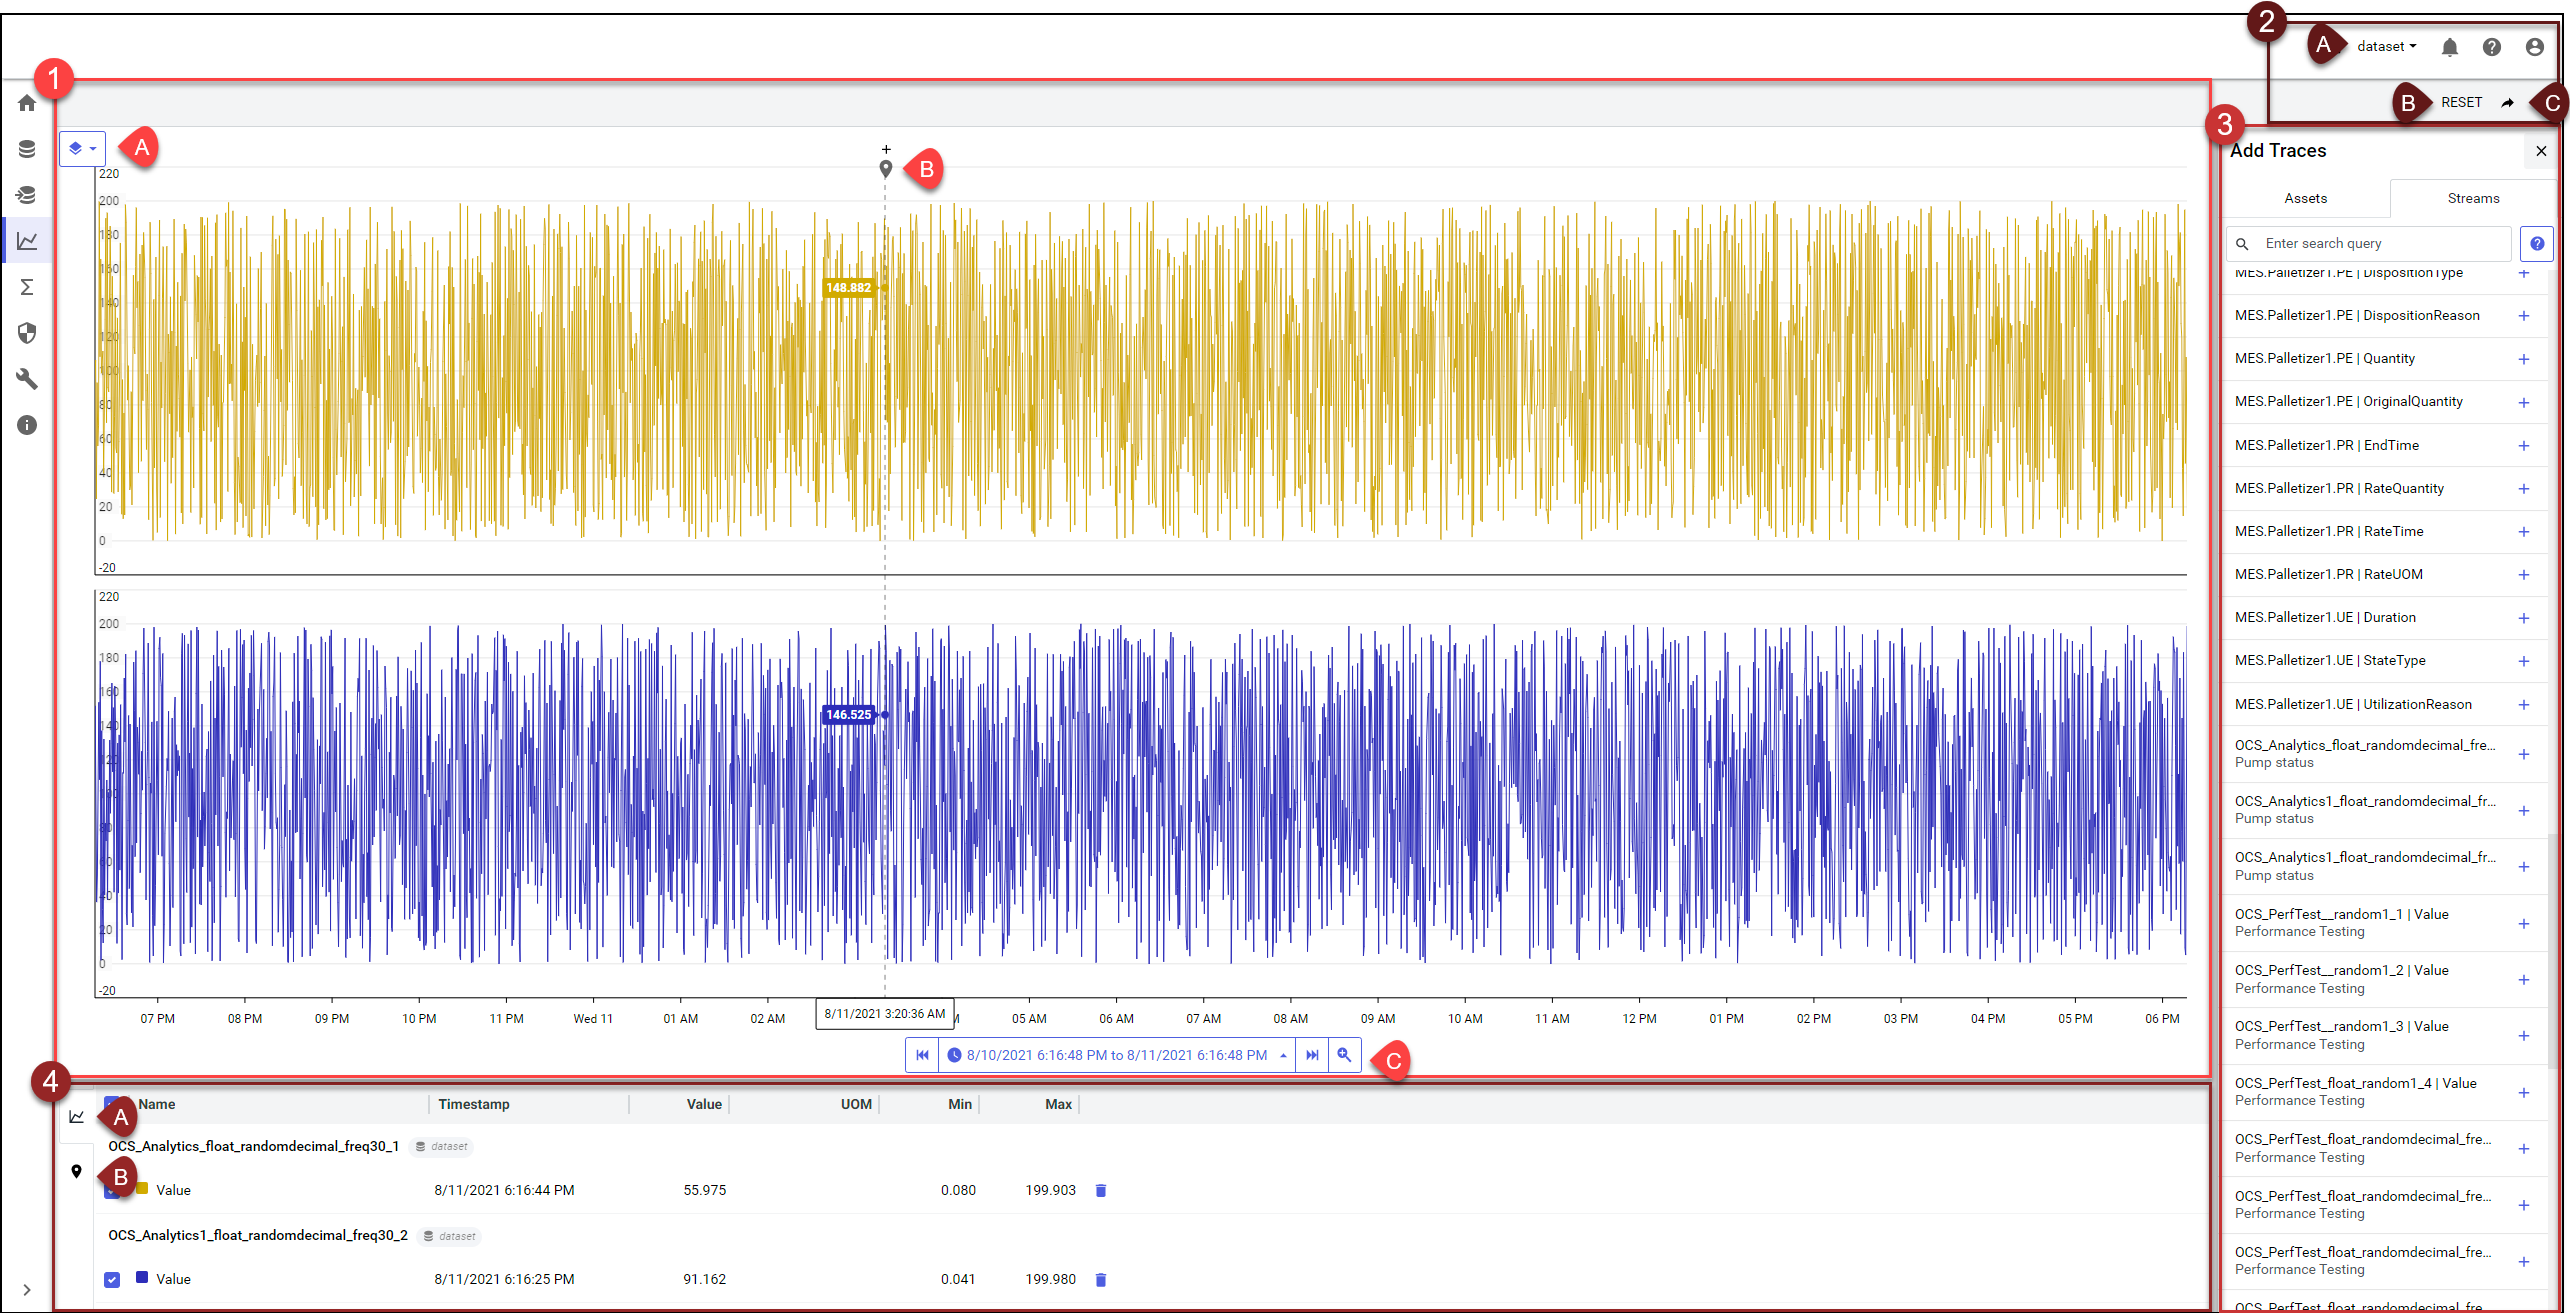 2
A
dataset
1
B
RESET
C
3
A
B
Add Traces
Assets
Streams
Enter search query
MES.Palletizer1.PE | DispositionType
MES.Palletizer1.PE | DispositionReason
MES.Palletizer1.PE | Quantity
MES.Palletizer1.PE | OriginalQuantity
MES.Palletizer1.PR | EndTime
MES.Palletizer1.PR | RateQuantity
MES.Palletizer1.PR | RateTime
MES.Palletizer1.PR | RateUOM
MES.Palletizer1.UE | Duration
MES.Palletizer1.UE | StateType
MES.Palletizer1.UE | UtilizationReason
OCS_Analytics_float_randomdecimal_fre...
Pump status
OCS_Analytics1_float_randomdecimal_fr...
Pump status
OCS_Analytics1_float_randomdecimal_fr...
Pump status
OCS_PerfTest__random1_1 | Value
Performance Testing
OCS_PerfTest__random1_2 | Value
Performance Testing
OCS_PerfTest__random1_3 | Value
Performance Testing
OCS_PerfTest_float_random1_4 | Value
Performance Testing
OCS_PerfTest_float_randomdecimal_fre...
Performance Testing
OCS_PerfTest_float_randomdecimal_fre...
Performance Testing
OCS_PerfTest_float_randomdecimal_fre...
Performance Testing
OCS_PerfTest_float_randomdecimal_fre...
220
200
180
160
140
120
100
80
60
40
20
0
-20
148.882
220
200
180
160
140
120
100
80
60
40
20
0
-20
146.525
07 PM 08 PM 09 PM 10 PM 11 PM Wed 11 01 AM 02 AM 8/11/2021 3:20:36 AM M 05 AM 06 AM 07 AM 08 AM 09 AM 10 AM 11 AM 12 PM 01 PM 02 PM 03 PM 04 PM 05 PM 06 PM
8/10/2021 6:16:48 PM to 8/11/2021 6:16:48 PM
C
4
A
B
Name Timestamp Value UOM Min Max
OCS_Analytics_float_randomdecimal_freq30_1 dataset
Value 8/11/2021 6:16:44 PM 55.975 0.080 199.903
OCS_Analytics1_float_randomdecimal_freq30_2 dataset
Value 8/11/2021 6:16:25 PM 91.162 0.041 199.980